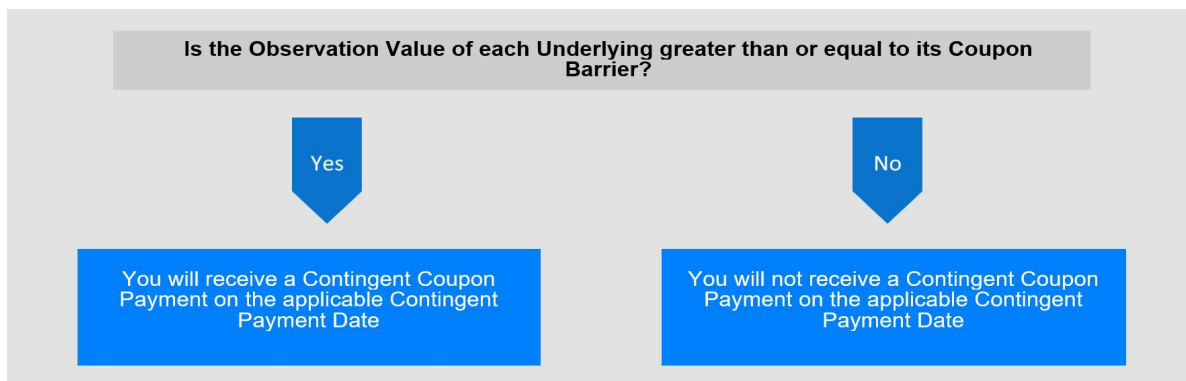 Is the Observation Value of each Underlying greater than or equal to its Coupon
Barrier?
Yes
No
You will receive a Contingent Coupon
Payment on the applicable Contingent
Payment Date
You will not receive a Contingent Coupon
Payment on the applicable Contingent
Payment Date